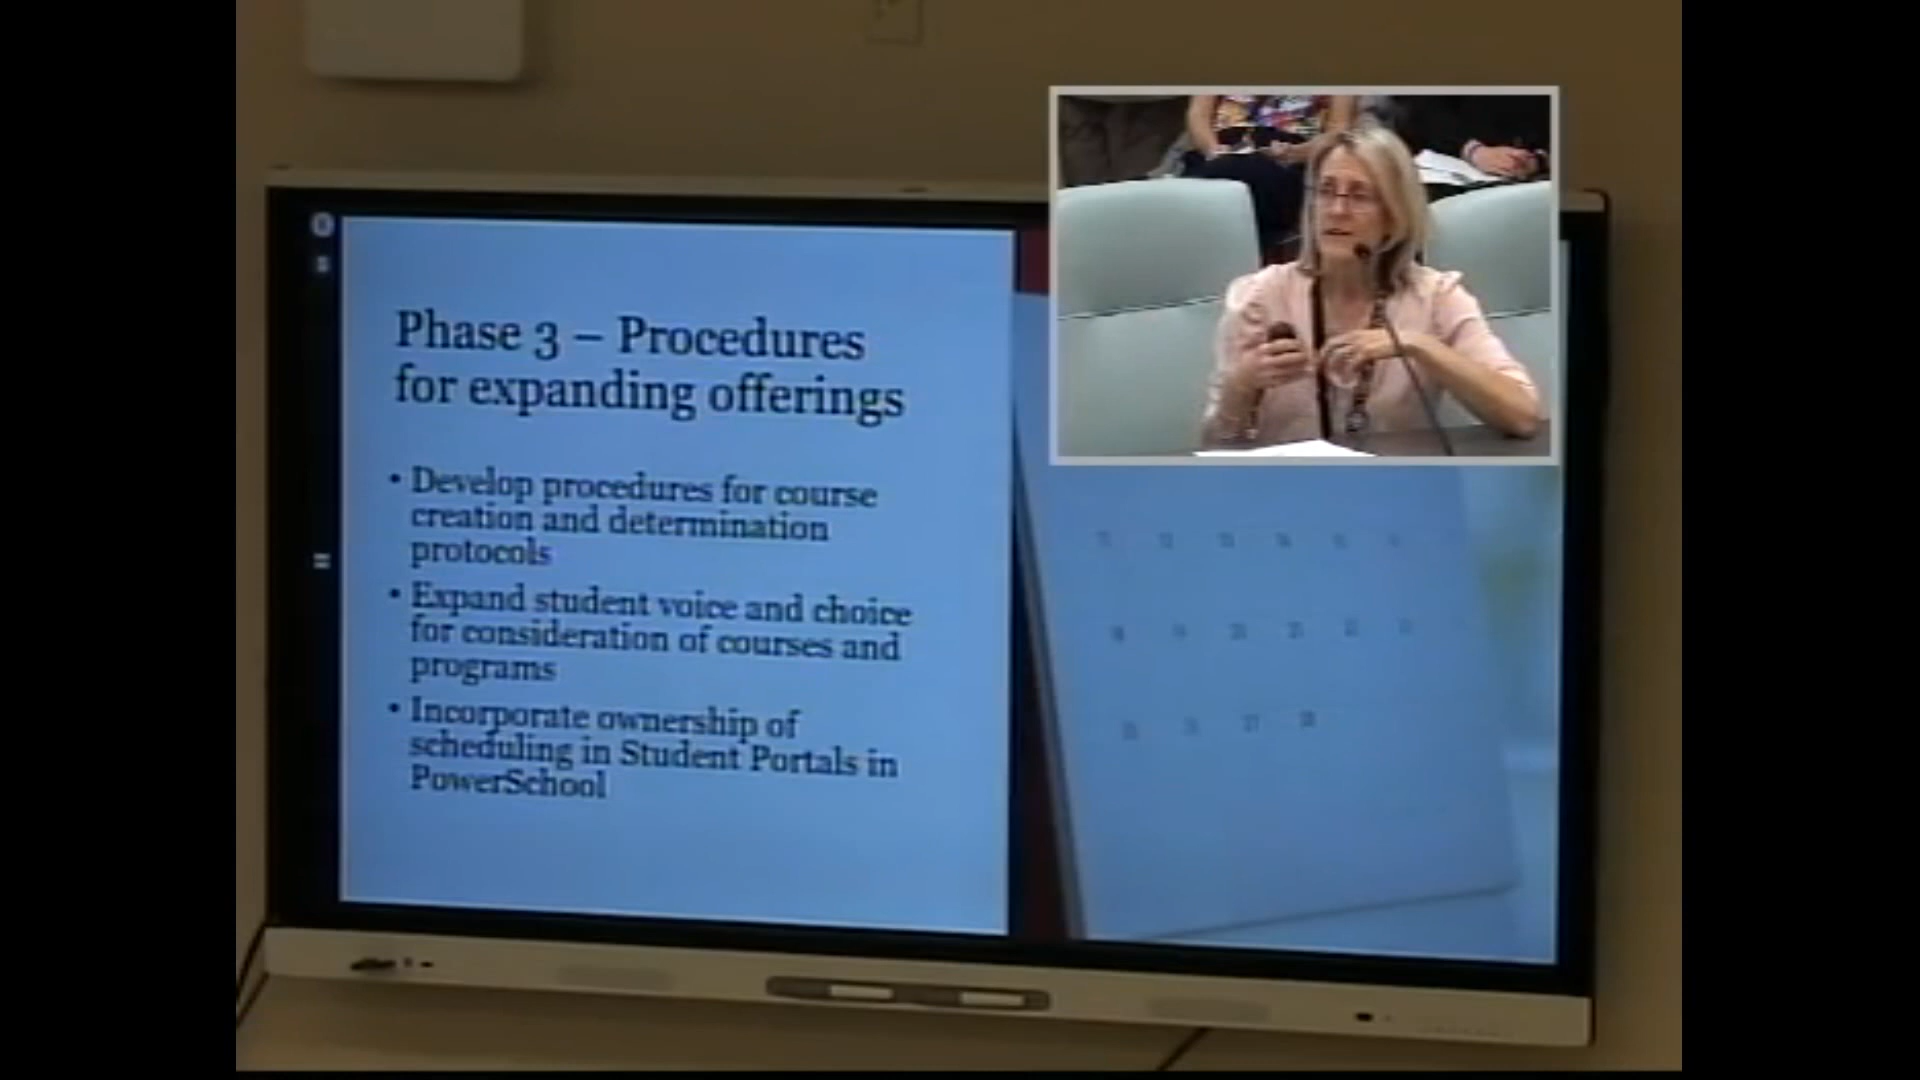 Phase 3 – Procedures
for expanding offerings
• Develop procedures for course
creation and determination
protocols
• Expand student voice and choice
for consideration of courses and
programs
• Incorporate ownership of
scheduling in Student Portals in
PowerSchool